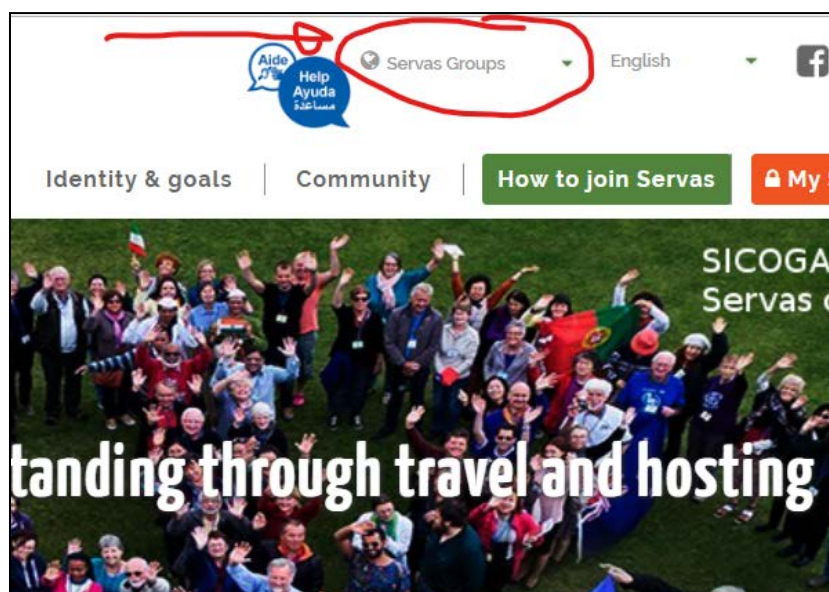 Aide
Help
Ayuda
مساعدة
Servas Groups
English
Identity & goals
Community
How to join Servas
My
SICOGA
Servas
tanding through travel and hosting